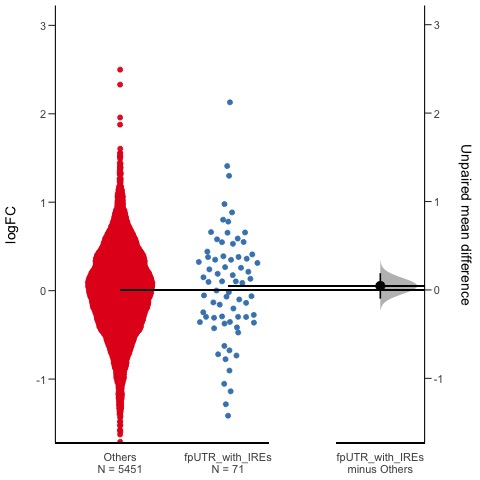 3
2
1
0
-1
logFC
3
2
1
0
-1
Unpaired mean difference
Others
N = 5451
fpUTR_with_IREs
N = 71
fpUTR_with_IREs
minus Others